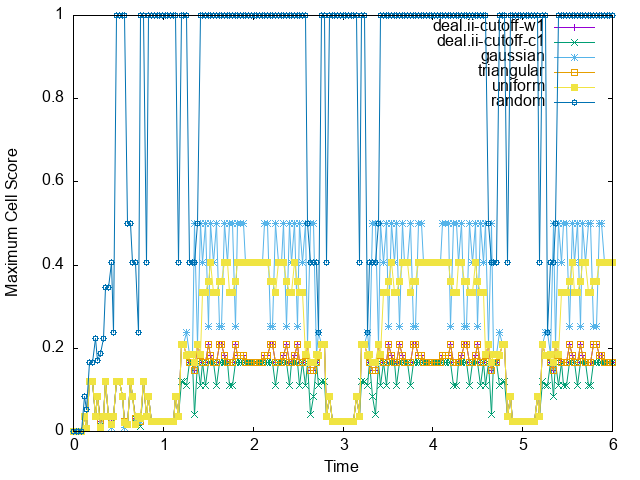 1
deal.ii-cutoff-w1
deal.ii-cutoff-c1
gaussian
triangular
uniform
random
0.8
0.6
0.4
0.2
0
Maximum Cell Score
0 1 2 3 4 5 6
Time